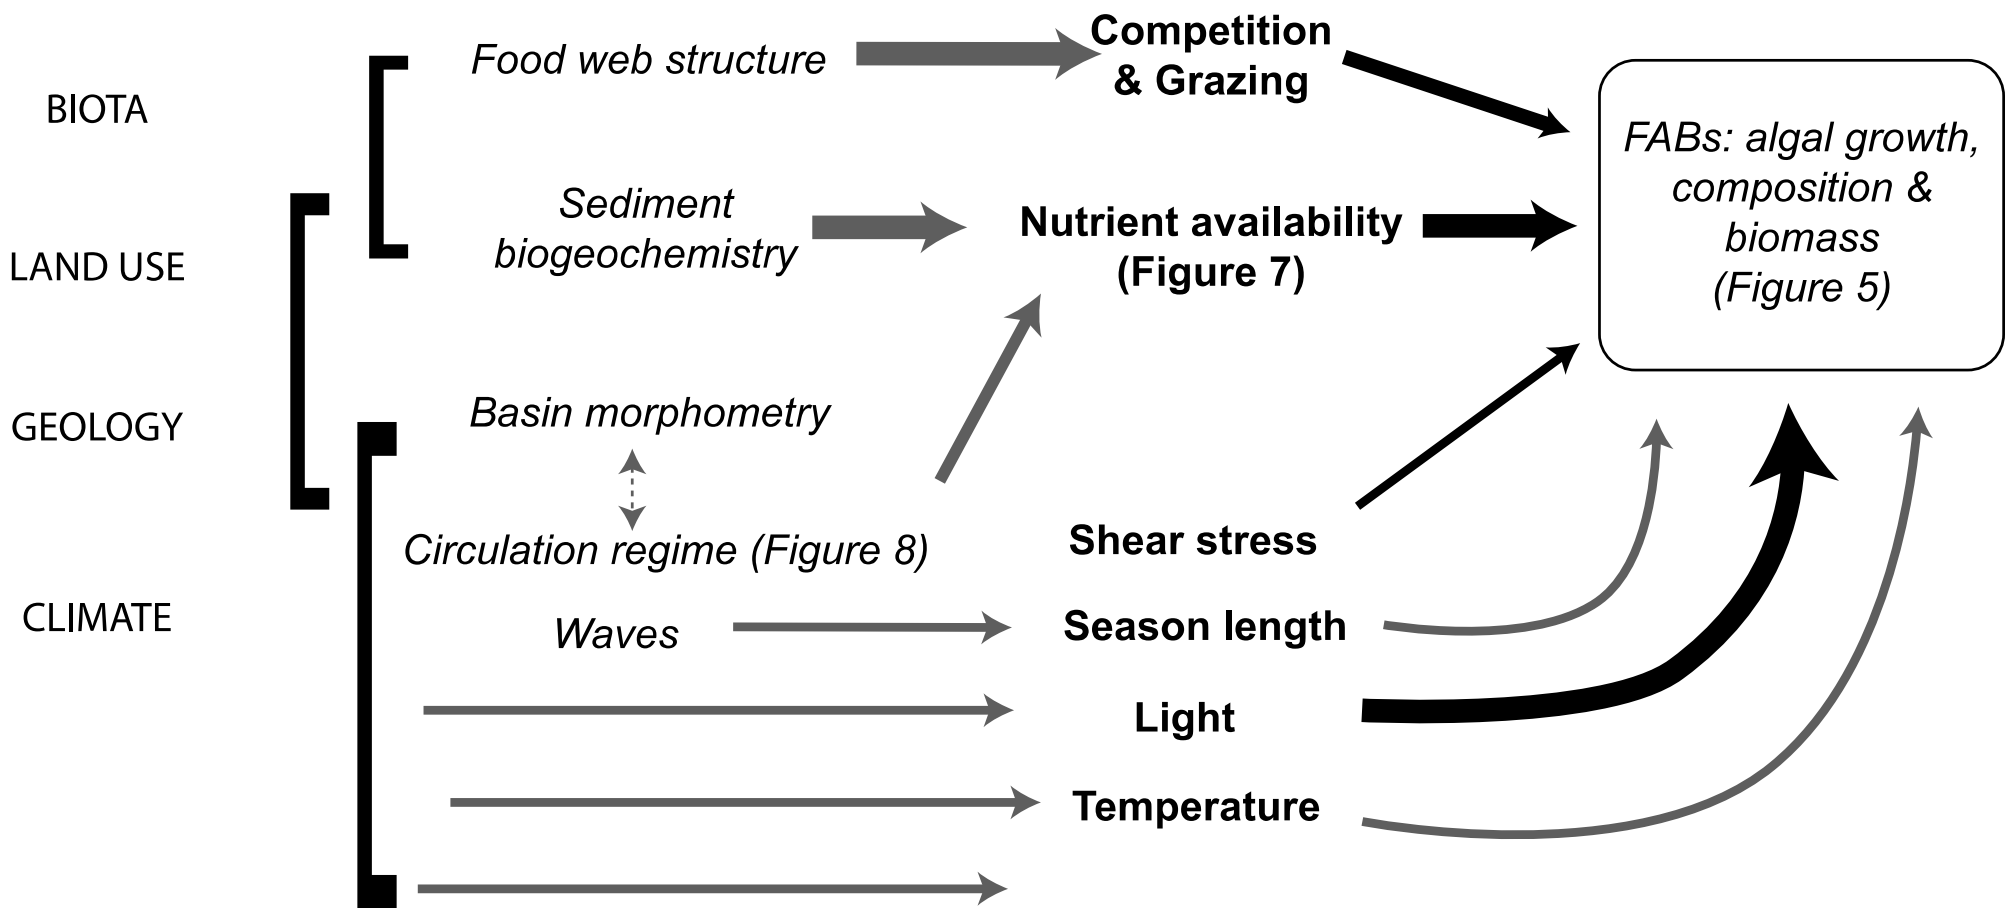 BIOTA
LAND USE
GEOLOGY
CLIMATE
Food web structure
Sediment
biogeochemistry
Basin morphometry
Circulation regime (Figure 8)
Waves
Competition
& Grazing
Nutrient availability
(Figure 7)
Shear stress
Season length
Light
Temperature
FABs: algal growth,
composition &
biomass
(Figure 5)